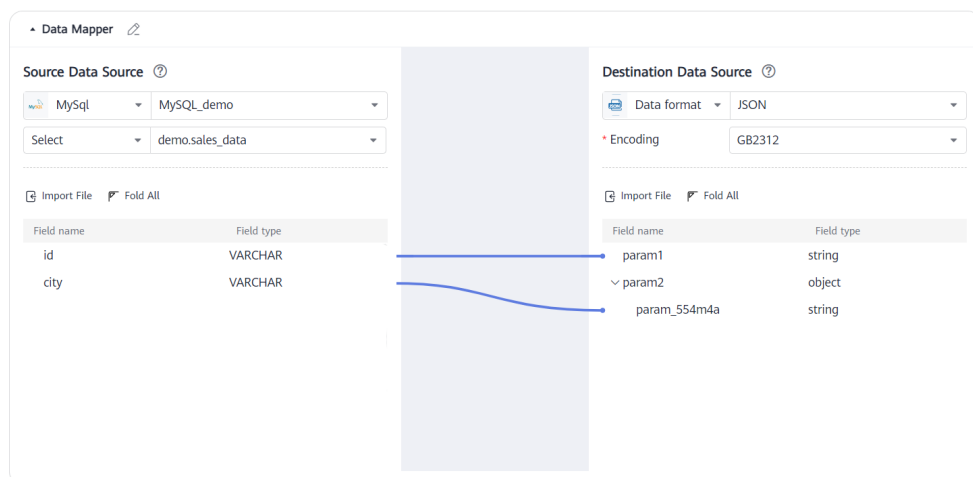 Data Mapper
Source Data Source
MySql MySQL_demo
Select demo.sales_data
Import File Fold All
Field name Field type
id VARCHAR
city VARCHAR
Destination Data Source
JSON Data format JSON
* Encoding GB2312
Import File Fold All
Field name Field type
param1 string
param2 object
param_554m4a string